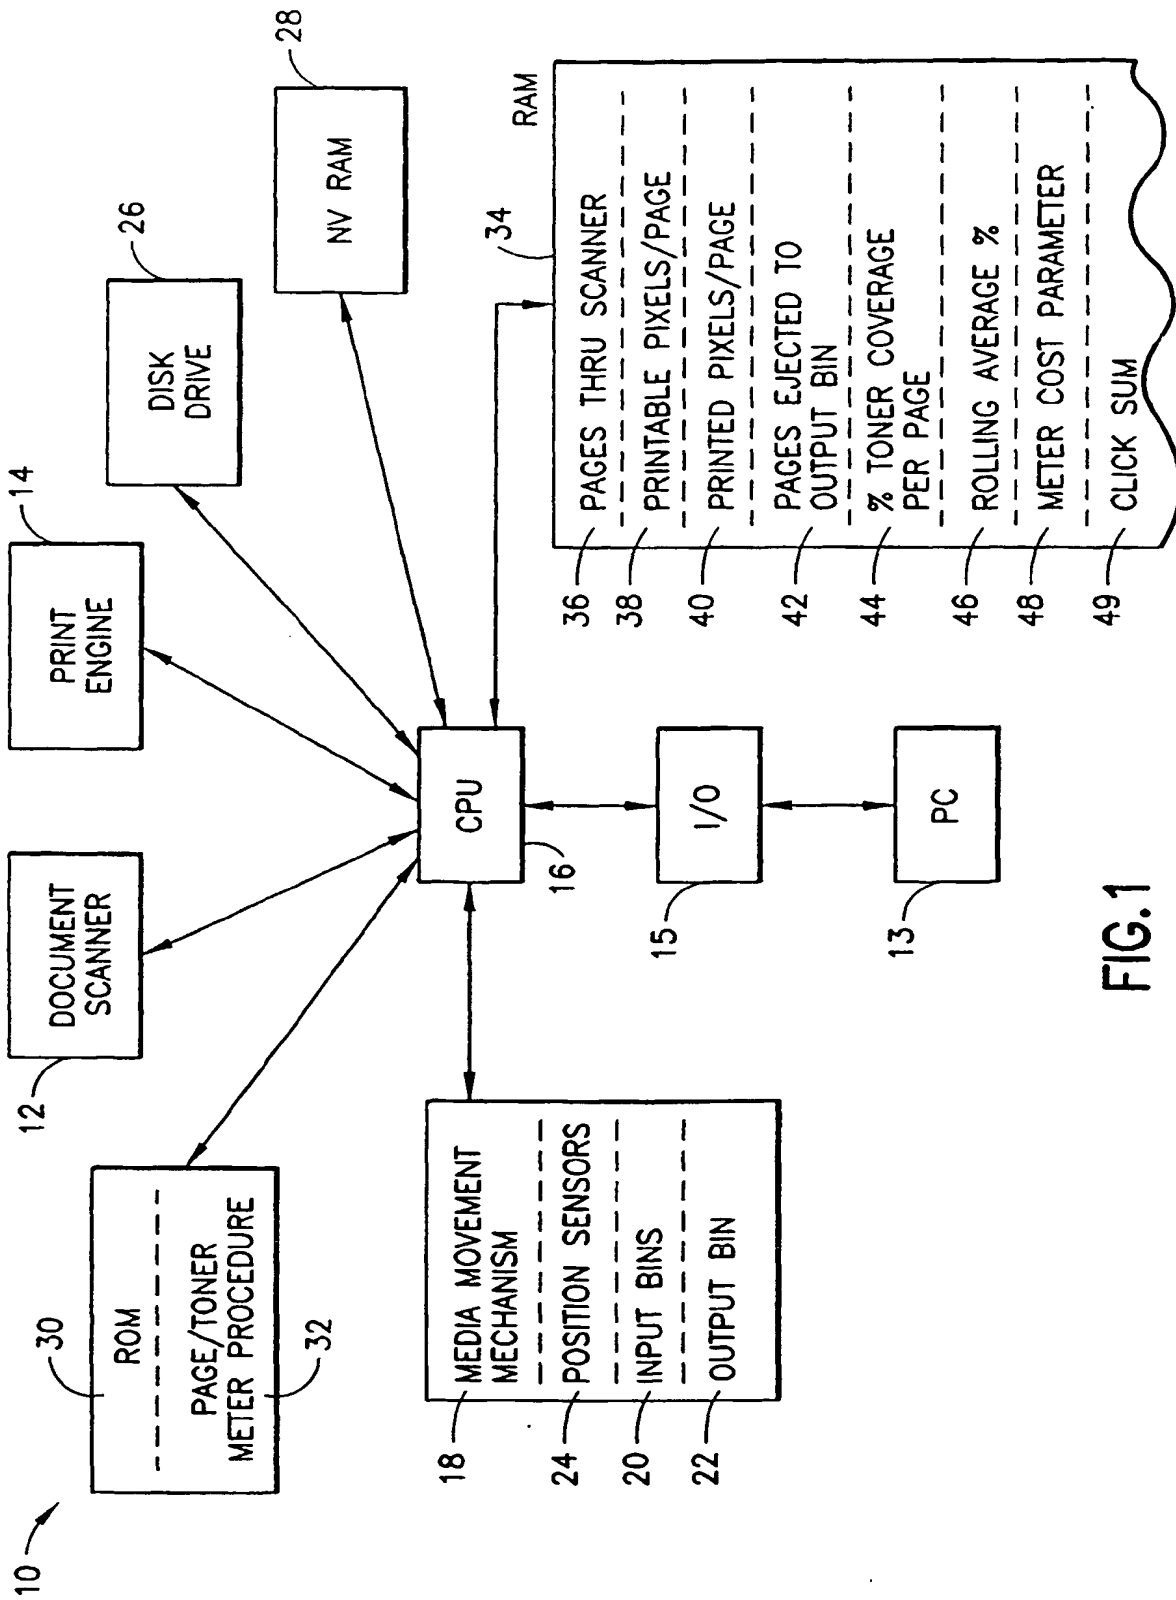 10
30
ROM
PAGE/TONER
METER PROCEDURE
32
12
DOCUMENT
SCANNER
14
PRINT
ENGINE
26
DISK
DRIVE
28
NV RAM
CPU
16
18
MEDIA MOVEMENT
MECHANISM
24
POSITION SENSORS
20
INPUT BINS
22
OUTPUT BIN
15
I/O
13
PC
34
RAM
36
PAGES THRU SCANNER
38
PRINTABLE PIXELS/PAGE
40
PRINTED PIXELS/PAGE
42
PAGES EJECTED TO
OUTPUT BIN
44
% TONER COVERAGE
PER PAGE
46
ROLLING AVERAGE %
48
METER COST PARAMETER
49
CLICK SUM
FIG.1